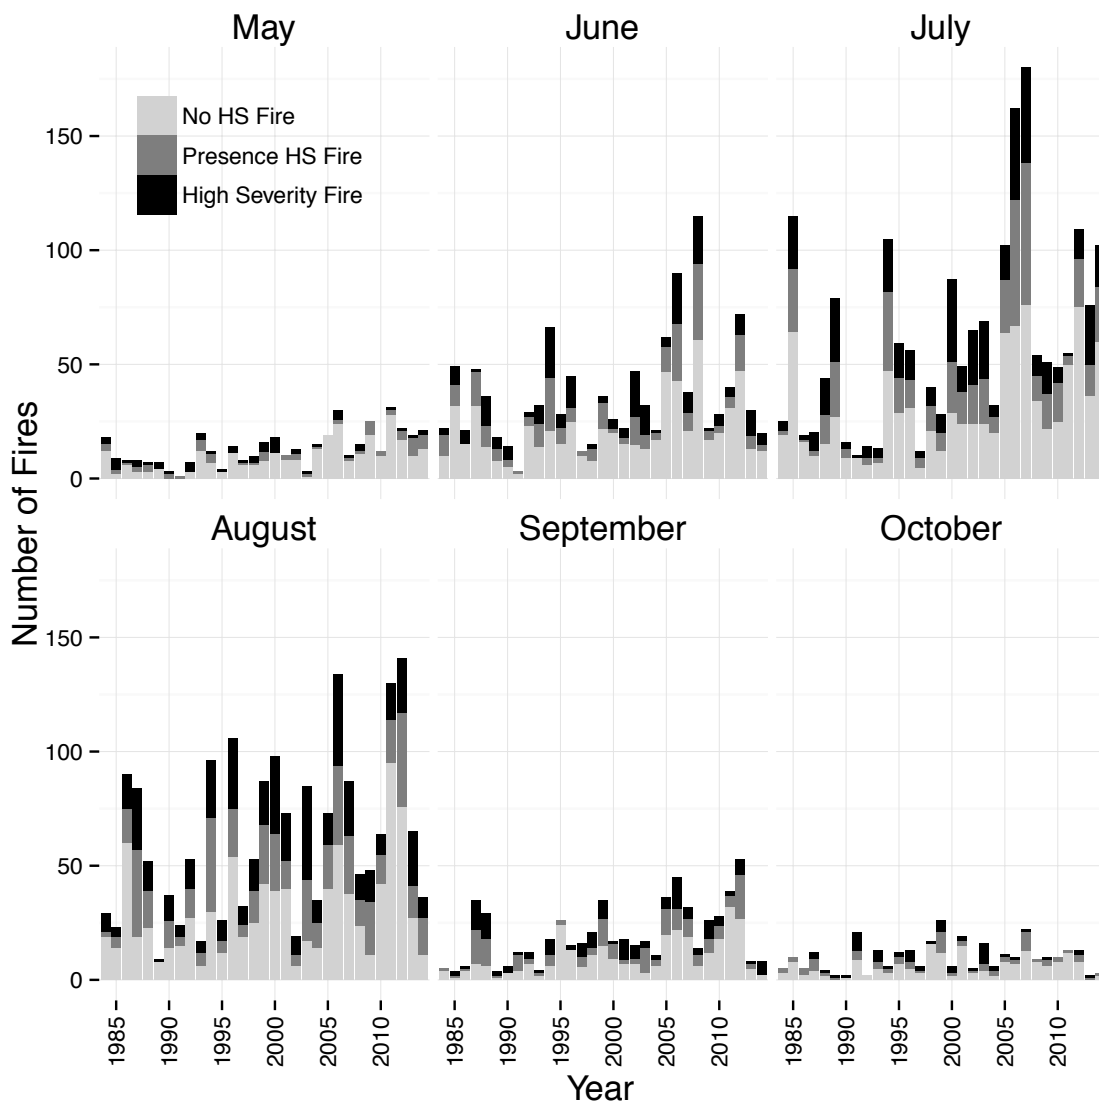 May June July
No HS Fire
Presence HS Fire
High Severity Fire
150
100
50
0
August September October
150
100
50
0
1985 1990 1995 2000 2005 2010 1985 1990 1995 2000 2005 2010 1985 1990 1995 2000 2005 2010
Number of Fires
Year